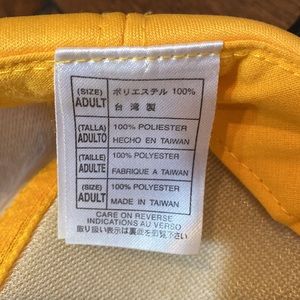 (SIZE) ADULT ポリエステル 100%
台 湾 製
(TALLA) ADULTO 100% POLIESTER
HECHO EN TAIWAN
(TAILLE) ADULTE 100% POLYESTER
FABRIQUE A TAIWAN
(SIZE) ADULT 100% POLYESTER
MADE IN TAIWAN
CARE ON REVERSE
INDICATIONS AU VERSO
取り扱い表示は裏面を御覧下さい